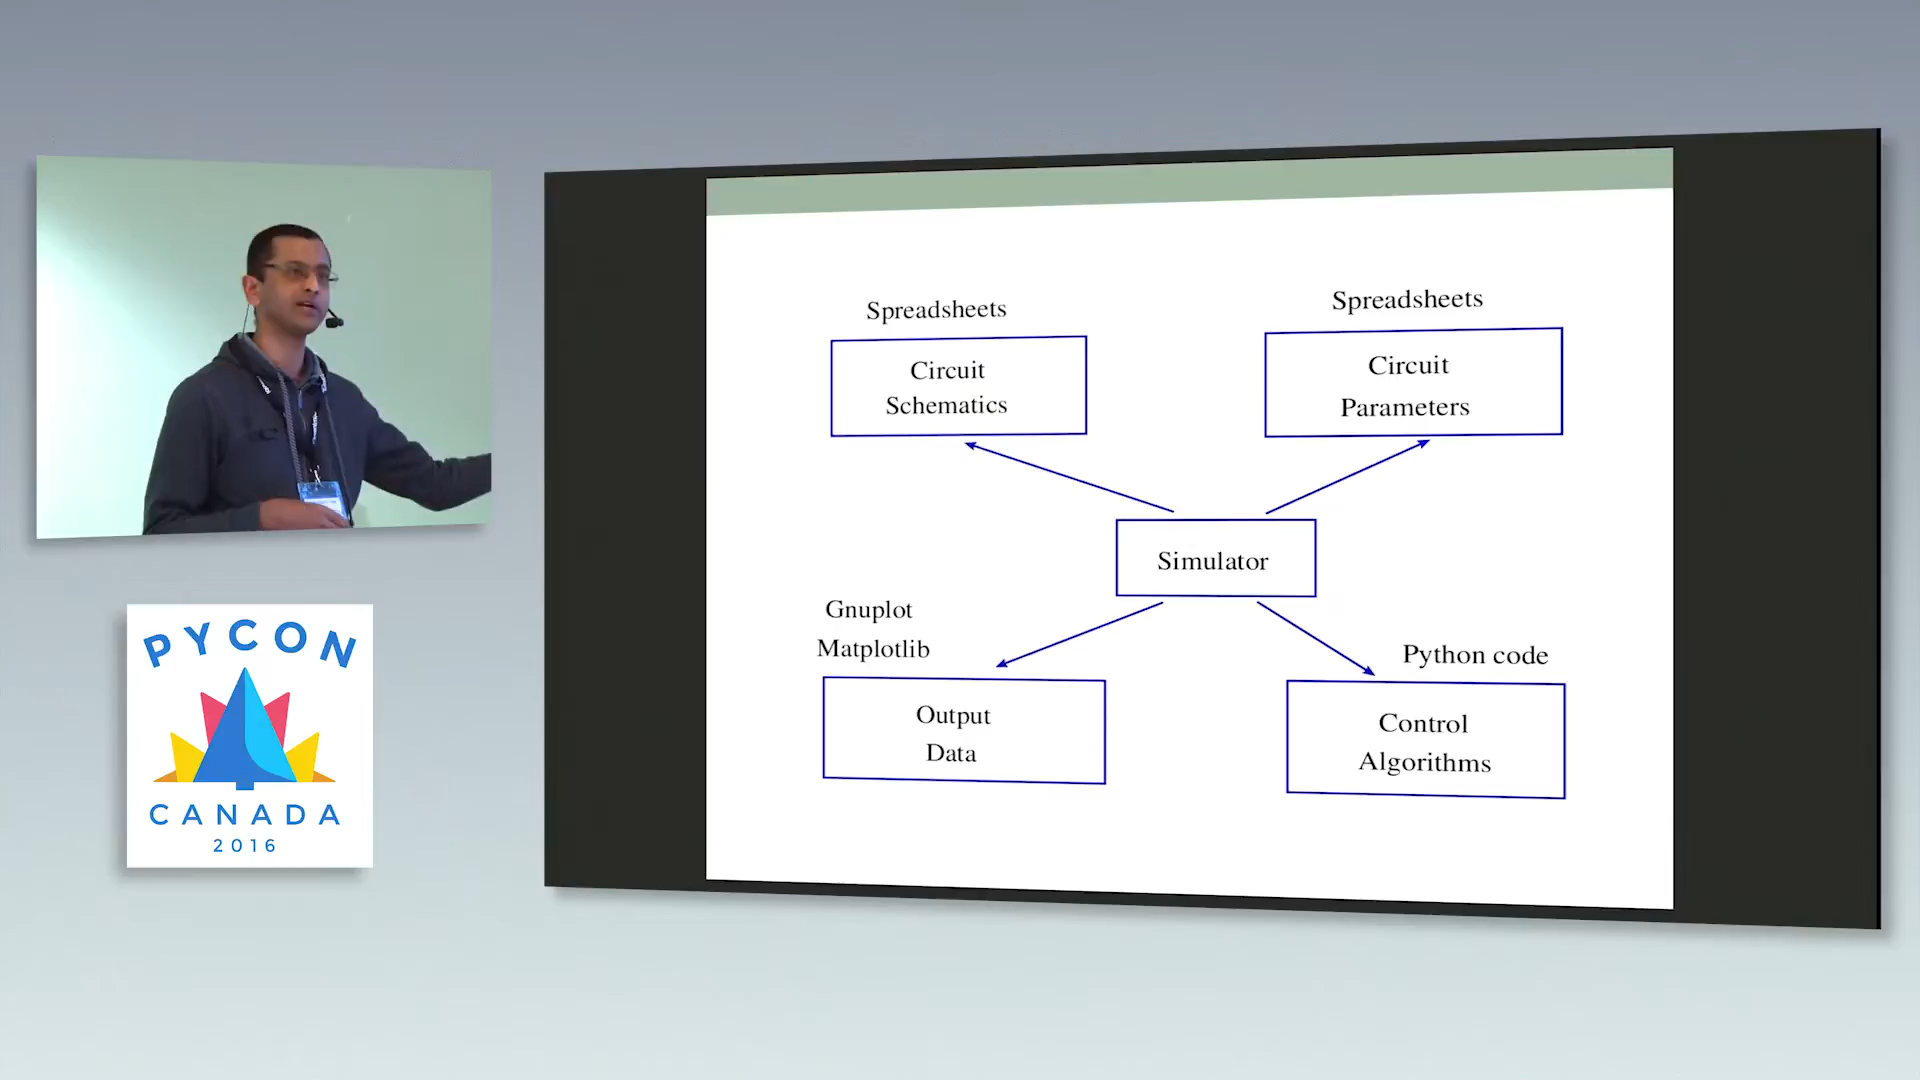 PYCON
CANADA
2016
Spreadsheets
Circuit
Schematics
Spreadsheets
Circuit
Parameters
Simulator
Gnuplot
Matplotlib
Output
Data
Python code
Control
Algorithms